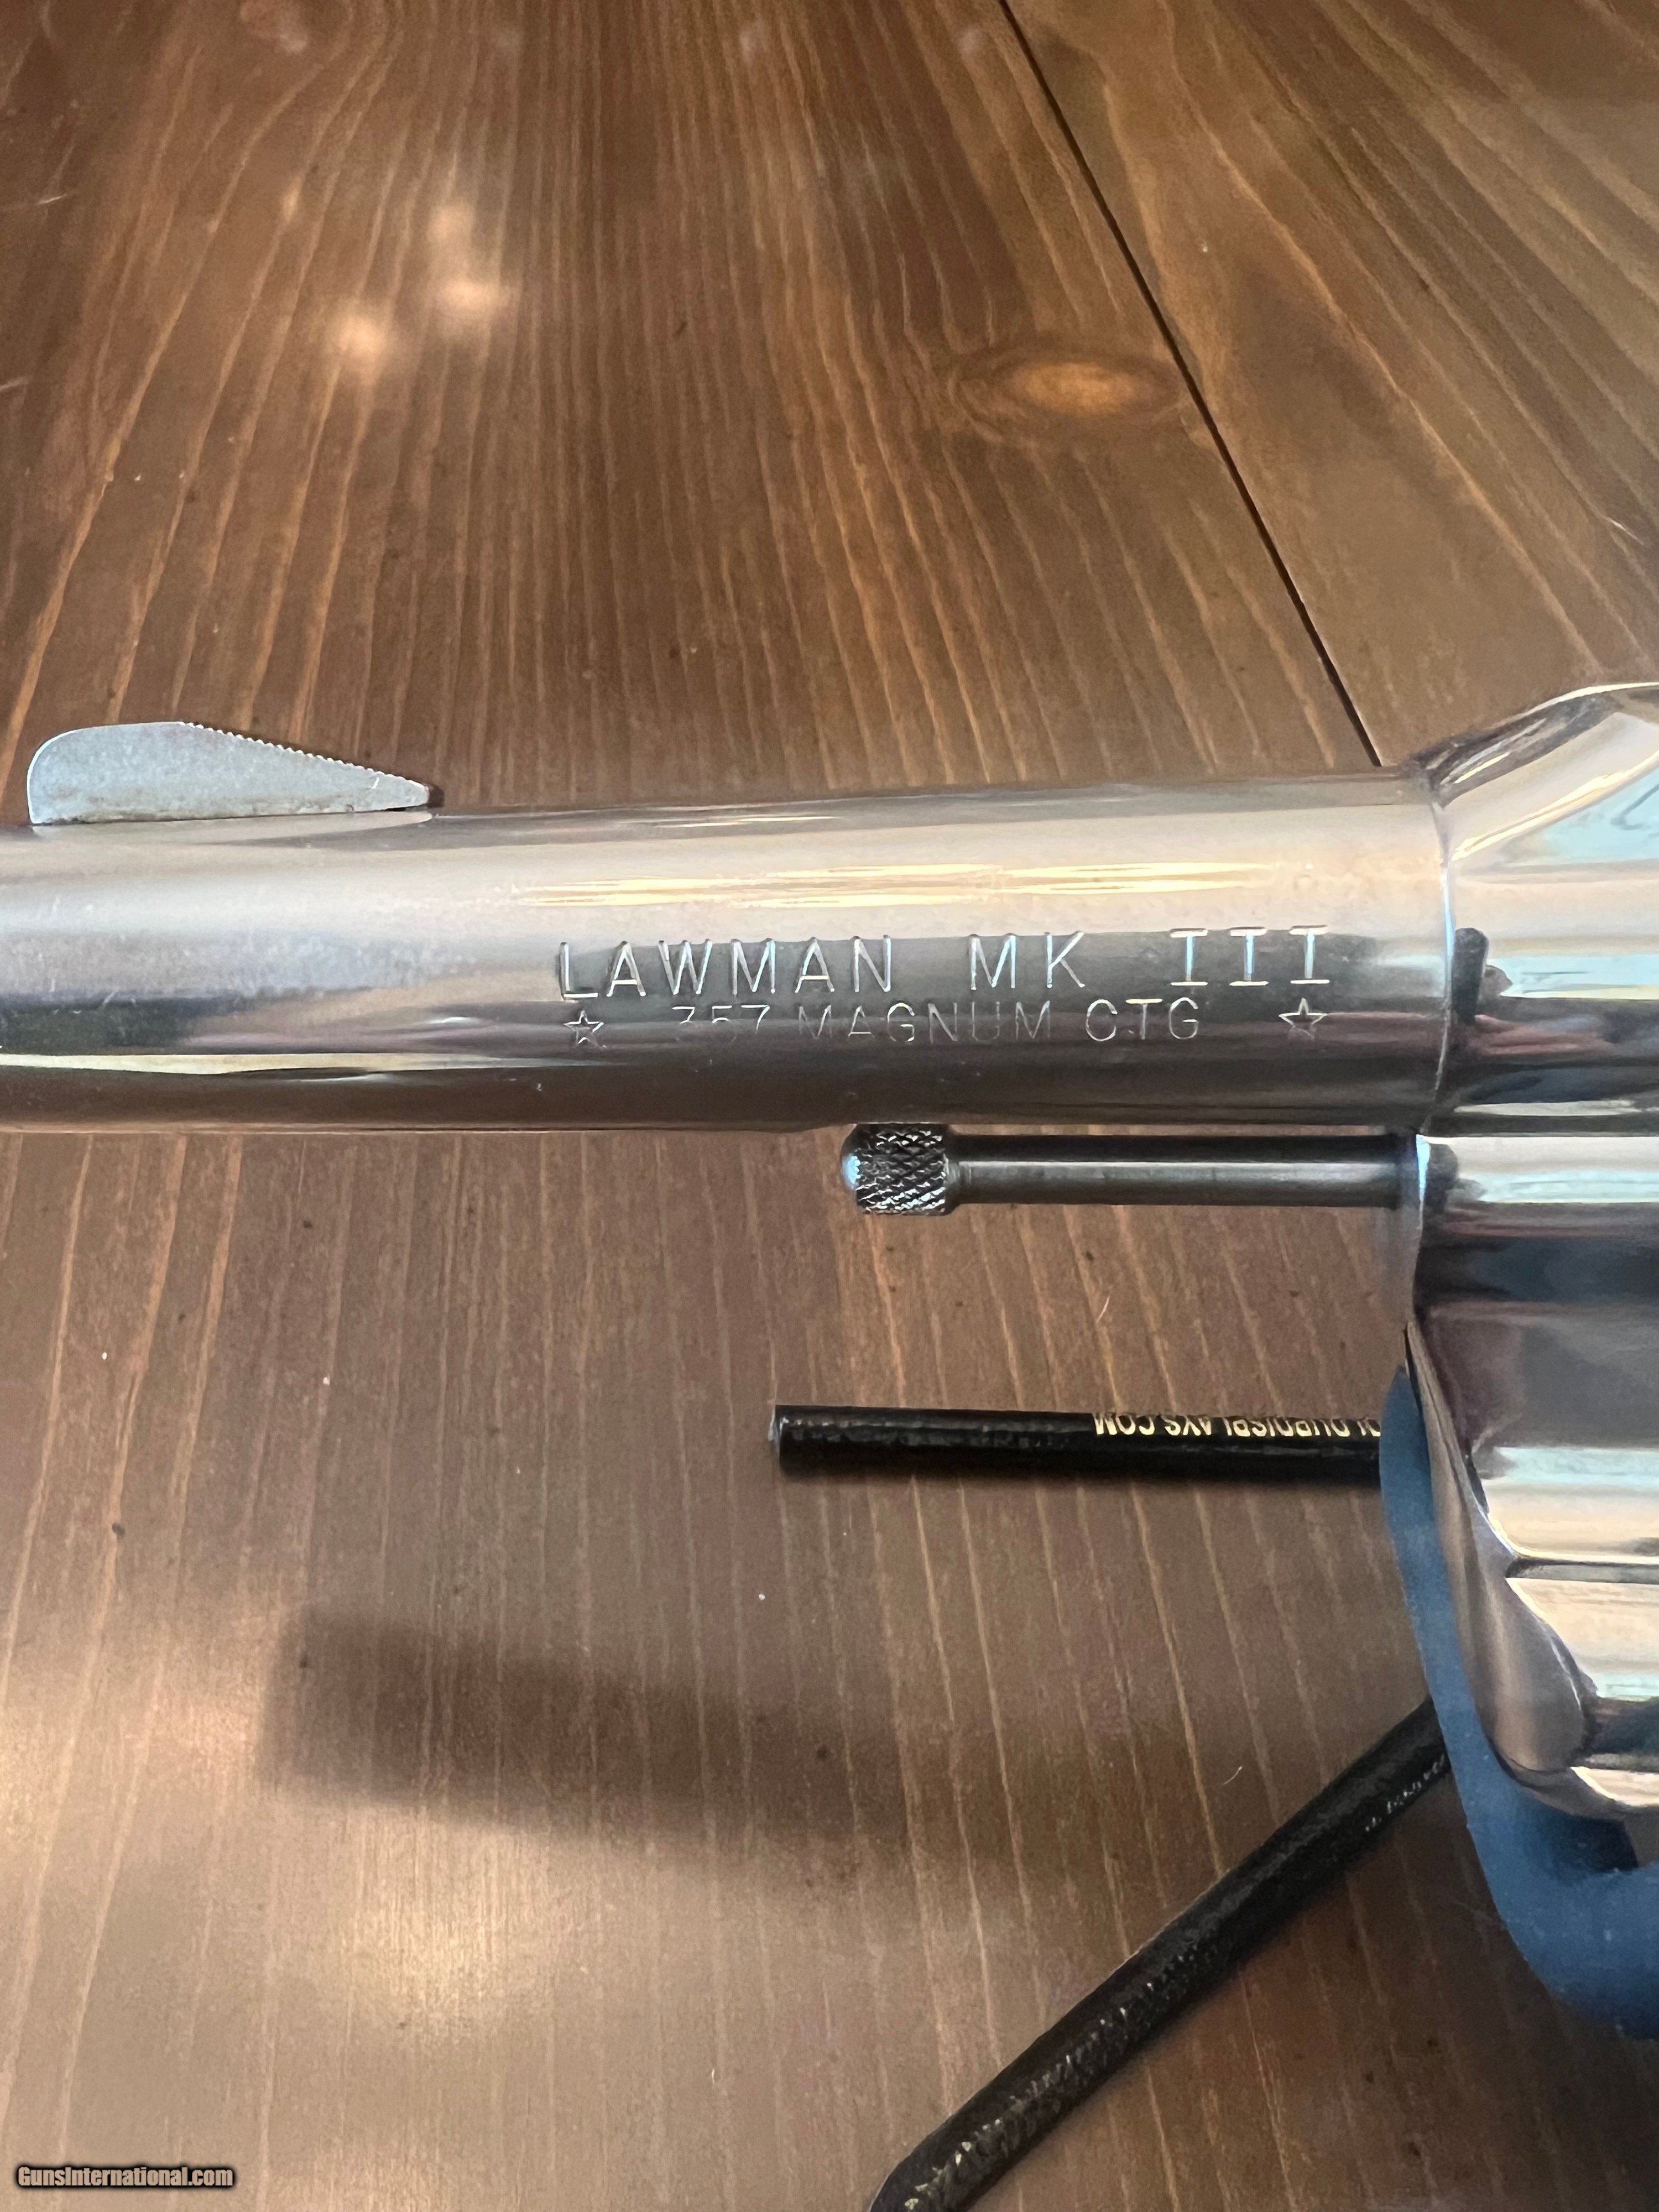 LAWMAN MK III
☆ 357 MAGNUM CTG ☆
GunsInternational.com